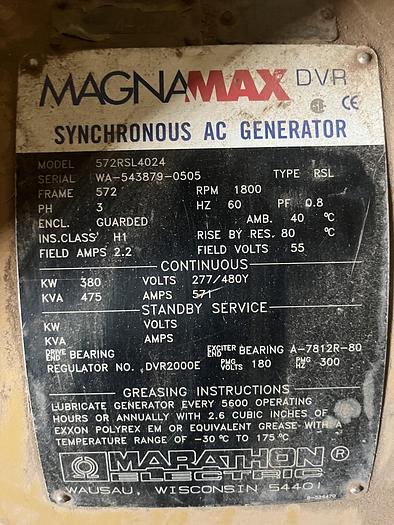 MAGNAMAX DVR
CE
SYNCHRONOUS AC GENERATOR
MODEL 572RSL4024
SERIAL WA-543879-0505 TYPE RSL
FRAME 572 RPM 1800
PH 3 HZ 60 PF 0.8
ENCL. GUARDED AMB. 40 °C
INS.CLASS H1 RISE BY RES. 80 °C
FIELD AMPS 2.2 FIELD VOLTS 55
CONTINUOUS
KW 380 VOLTS 277/480Y
KVA 475 AMPS 571
STANDBY SERVICE
KW VOLTS
KVA AMPS
DRIVE END BEARING EXCITER END BEARING A-7812R-80
REGULATOR NO. DVR2000E PMG VOLTS 180 PMG HZ 300
GREASING INSTRUCTIONS
LUBRICATE GENERATOR EVERY 5600 OPERATING
HOURS OR ANNUALLY WITH 2.6 CUBIC INCHES OF
EXXON POLYREX EM OR EQUIVALENT GREASE WITH A
TEMPERATURE RANGE OF -30°C TO 175°C
MARATHON ®
ELECTRIC
WAUSAU, WISCONSIN 54401